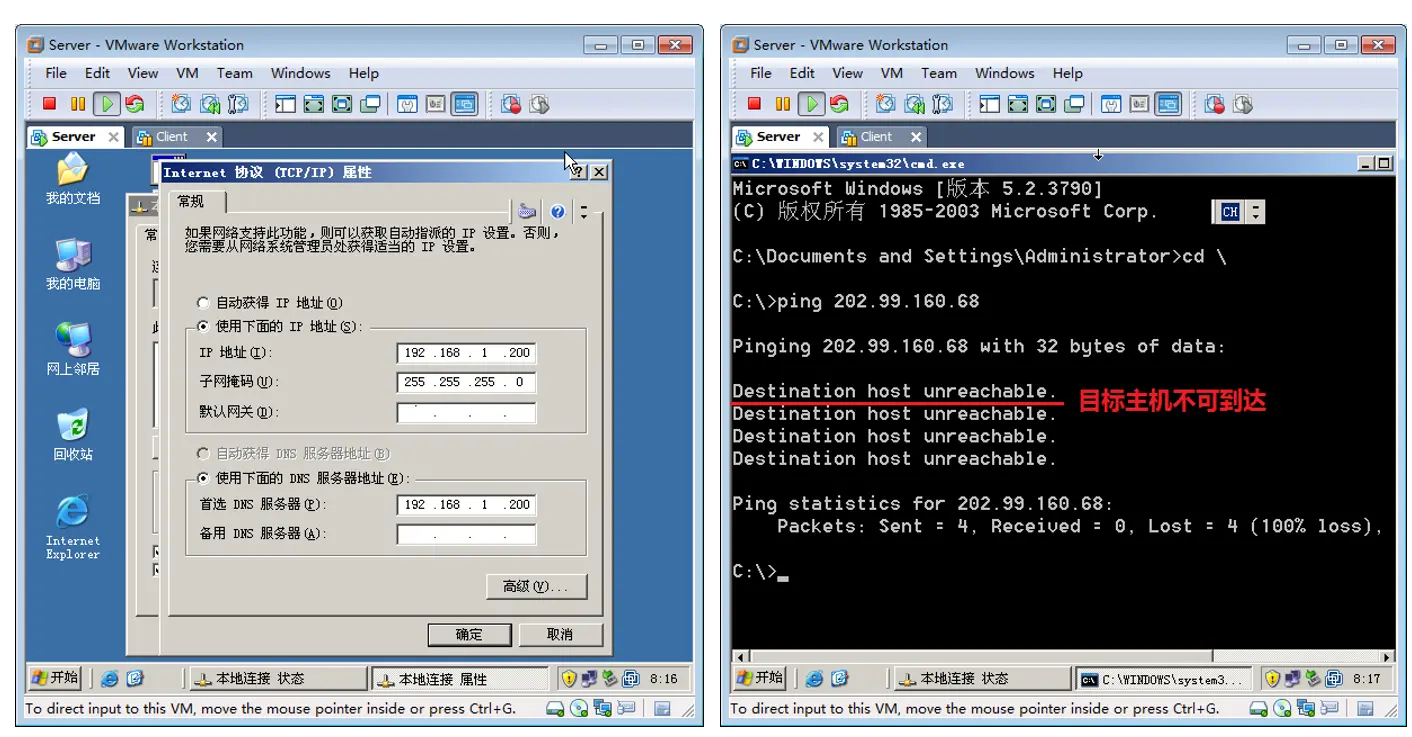 Server - VMware Workstation
File Edit View VM Team Windows Help
Server Client
我的文档
我的电脑
网上邻居
回收站
Internet
Explorer
Internet 协议 (TCP/IP) 属性
常规
如果网络支持此功能，则可以获取自动指派的 IP 设置。否则，
您需要从网络系统管理员处获得适当的 IP 设置。
自动获得 IP 地址(O)
使用下面的 IP 地址(S):
IP 地址(I): 192 .168 . 1 .200
子网掩码(U): 255 .255 .255 . 0
默认网关(D): . . .
自动获得 DNS 服务器地址(B)
使用下面的 DNS 服务器地址(E):
首选 DNS 服务器(P): 192 .168 . 1 .200
备用 DNS 服务器(A): . . .
高级(V)...
确定 取消
开始 本地连接 状态 本地连接 属性 8:16
To direct input to this VM, move the mouse pointer inside or press Ctrl+G.
Server - VMware Workstation
File Edit View VM Team Windows Help
Server Client
C:\WINDOWS\system32\cmd.exe
Microsoft Windows [版本 5.2.3790]
(C) 版权所有 1985-2003 Microsoft Corp.
CH
C:\Documents and Settings\Administrator>cd \
C:\>ping 202.99.160.68
Pinging 202.99.160.68 with 32 bytes of data:
Destination host unreachable.
目标主机不可到达
Destination host unreachable.
Destination host unreachable.
Destination host unreachable.
Ping statistics for 202.99.160.68:
Packets: Sent = 4, Received = 0, Lost = 4 (100% loss),
C:\>_
开始 本地连接 状态 C:\WINDOWS\system3... 8:17
To direct input to this VM, move the mouse pointer inside or press Ctrl+G.